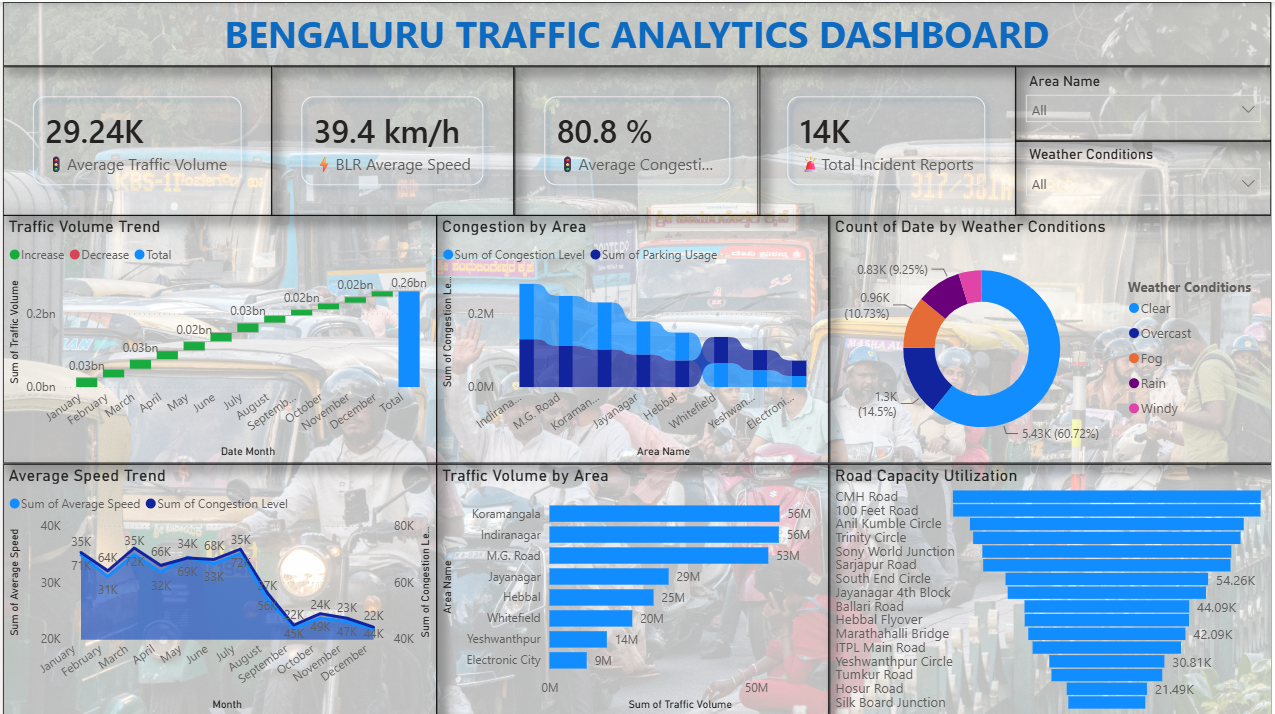 BENGALURU TRAFFIC ANALYTICS DASHBOARD
29.24K
Average Traffic Volume
39.4 km/h
BLR Average Speed
80.8 %
Average Congesti...
14K
Total Incident Reports
Area Name
All
Weather Conditions
All
Traffic Volume Trend
Increase Decrease Total
Sum of Traffic Volume
0.2bn
0.0bn
0.03bn
0.03bn
0.02bn
0.03bn
0.02bn
0.02bn
0.26bn
January
February
March
April
May
June
July
August
Septemb...
October
November
December
Total
Date Month
Congestion by Area
Sum of Congestion Level Sum of Parking Usage
Sum of Congestion Le...
0.2M
0.0M
Indirana...
M.G. Road
Koraman...
Jayanagar
Hebbal
Whitefield
Yeshwan...
Electroni...
Area Name
Count of Date by Weather Conditions
0.83K (9.25%)
0.96K
(10.73%)
1.3K
(14.5%)
5.43K (60.72%)
Weather Conditions
Clear
Overcast
Fog
Rain
Windy
Average Speed Trend
Sum of Average Speed Sum of Congestion Level
Sum of Average Speed
40K
30K
20K
35K
71K
64K
31K
35K
72K
66K
32K
34K
69K
68K
33K
35K
72K
27K
56K
22K
45K
24K
49K
23K
47K
22K
44K
80K
60K
40K
Sum of Congestion Le...
January
February
March
April
May
June
July
August
September
October
November
December
Month
Traffic Volume by Area
Area Name
Koramangala 56M
Indiranagar 56M
M.G. Road 53M
Jayanagar 29M
Hebbal 25M
Whitefield 20M
Yeshwanthpur 14M
Electronic City 9M
0M 50M
Sum of Traffic Volume
Road Capacity Utilization
CMH Road
100 Feet Road
Anil Kumble Circle
Trinity Circle
Sony World Junction
Sarjapur Road
South End Circle 54.26K
Jayanagar 4th Block
Ballari Road 44.09K
Hebbal Flyover
Marathahalli Bridge 42.09K
ITPL Main Road
Yeshwanthpur Circle 30.81K
Tumkur Road
Hosur Road 21.49K
Silk Board Junction